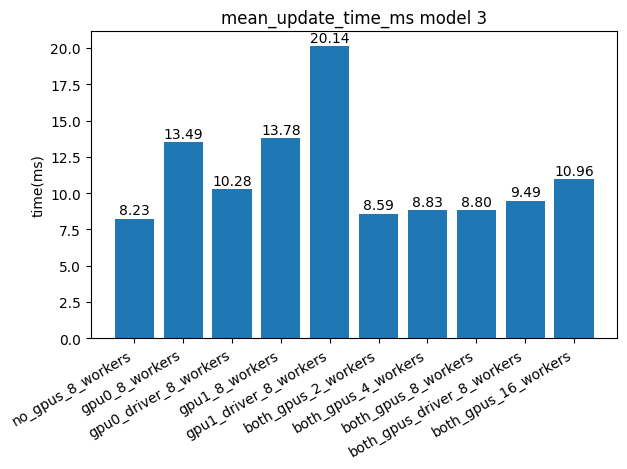 mean_update_time_ms model 3
time(ms)
20.0
17.5
15.0
12.5
10.0
7.5
5.0
2.5
0.0
8.23
13.49
10.28
13.78
20.14
8.59
8.83
8.80
9.49
10.96
no_gpus_8_workers
gpu0_8_workers
gpu0_driver_8_workers
gpu1_8_workers
gpu1_driver_8_workers
both_gpus_2_workers
both_gpus_4_workers
both_gpus_8_workers
both_gpus_driver_8_workers
both_gpus_16_workers